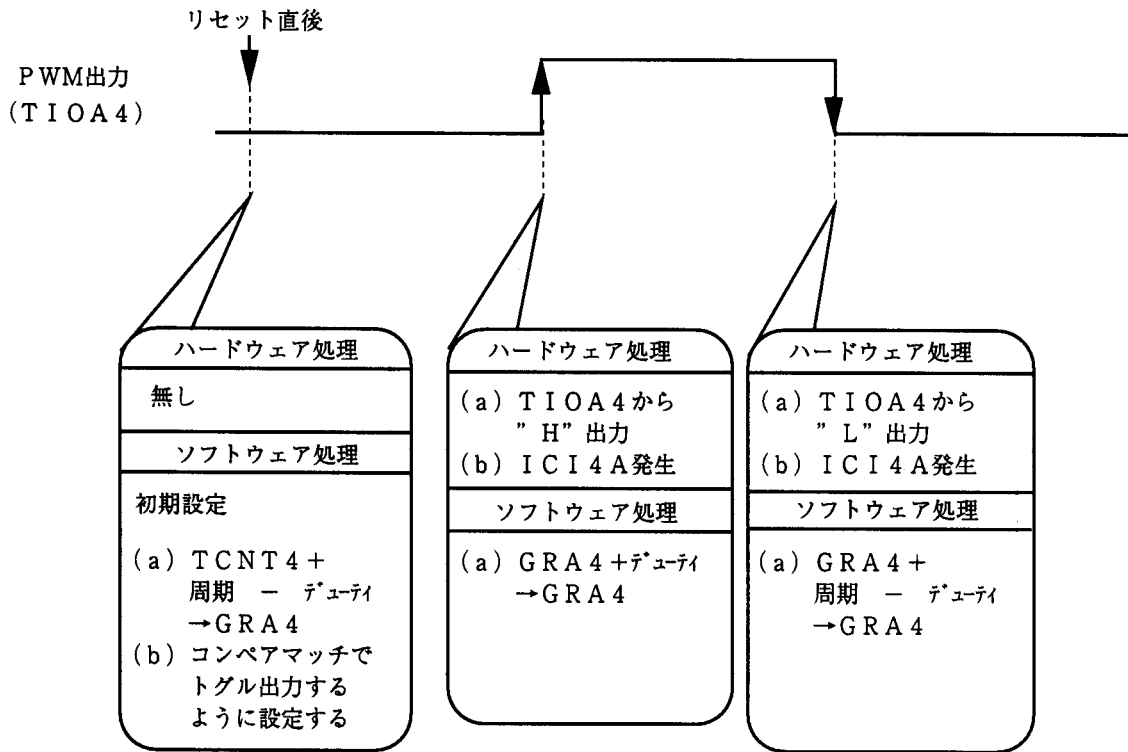 リセット直後
PWM出力
(TIOA4)
ハードウェア処理
無し
ソフトウェア処理
初期設定
(a) TCNT4+
周期 － デューティ
→GRA4
(b) コンペアマッチで
トグル出力する
ように設定する
ハードウェア処理
(a) TIOA4から
”H”出力
(b) ICI4A発生
ソフトウェア処理
(a) GRA4+デューティ
→GRA4
ハードウェア処理
(a) TIOA4から
”L”出力
(b) ICI4A発生
ソフトウェア処理
(a) GRA4+
周期 － デューティ
→GRA4